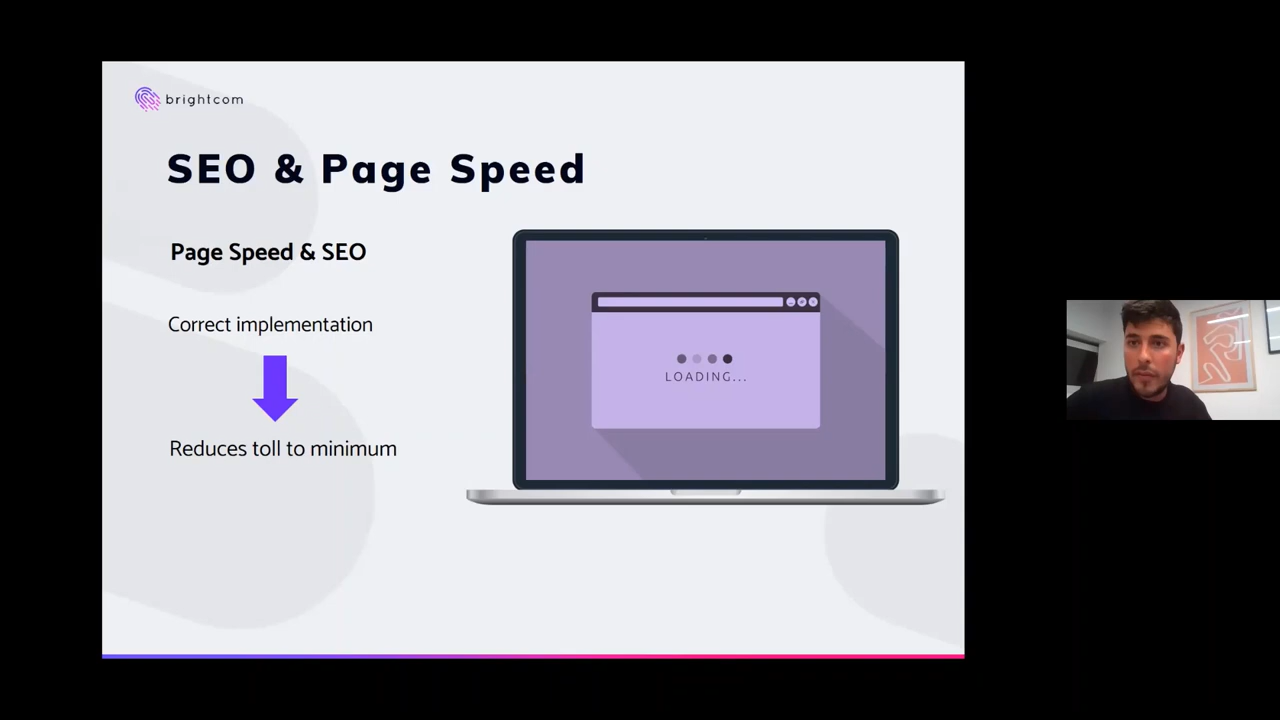 brightcom
SEO & Page Speed
Page Speed & SEO
Correct implementation
Reduces toll to minimum
LOADING...